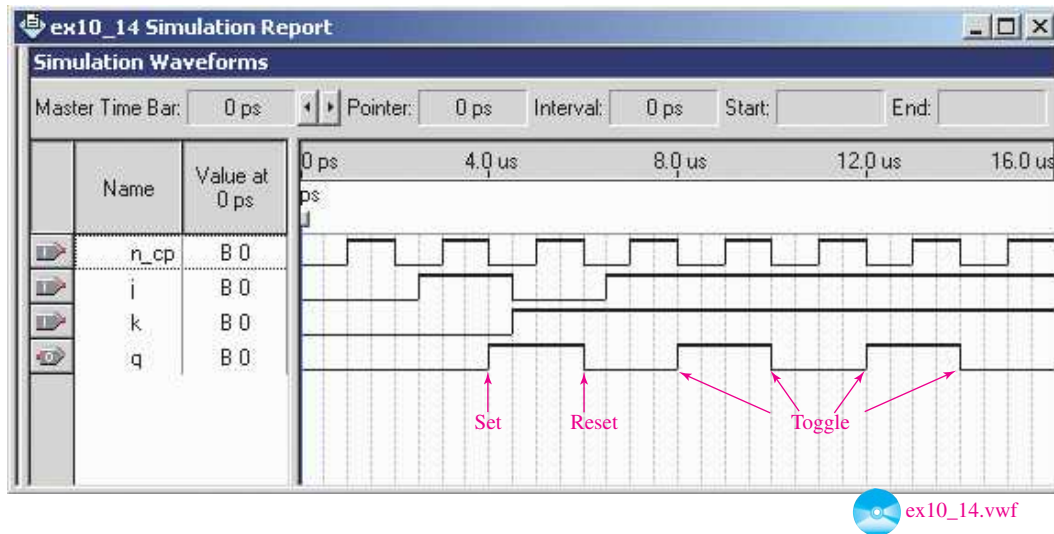 ex10_14 Simulation Report
Simulation Waveforms
Master Time Bar: 0 ps Pointer: 0 ps Interval: 0 ps Start: End:
Name Value at 0 ps
0 ps 4.0 us 8.0 us 12.0 us 16.0 us
ps
n_cp B 0
j B 0
k B 0
q B 0
Set Reset Toggle
ex10_14.vwf